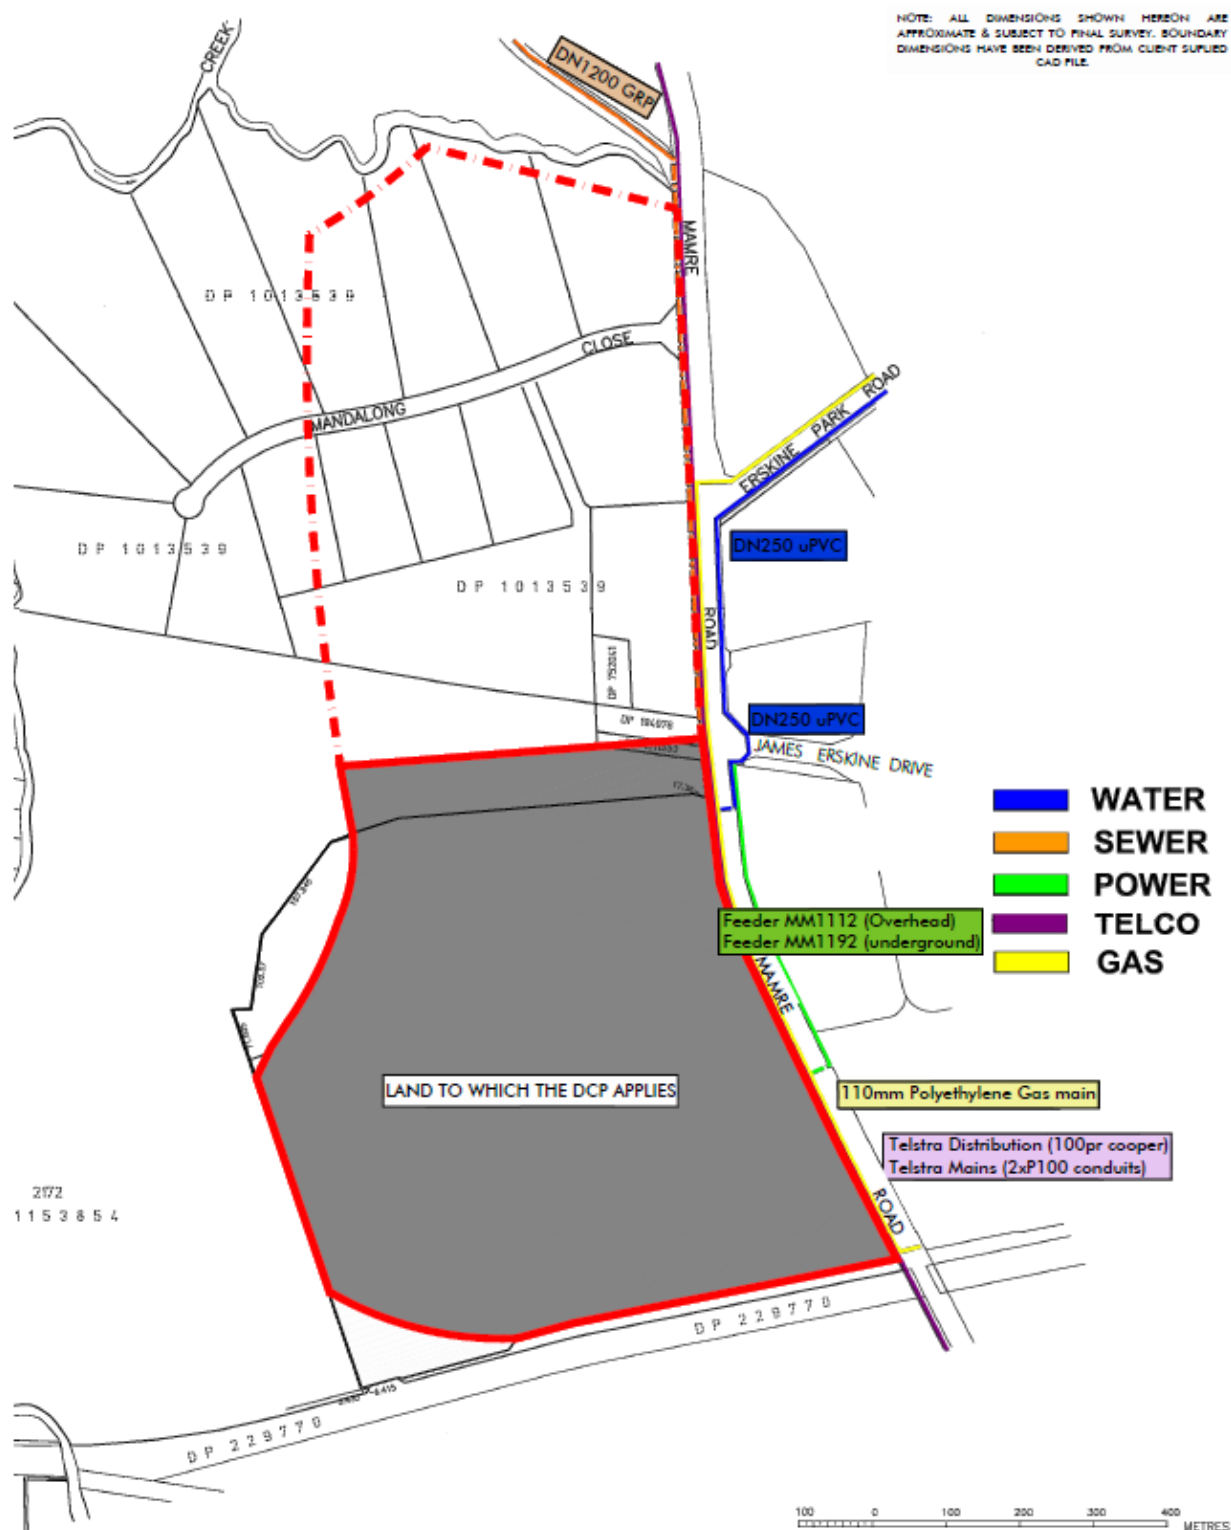 NOTE: ALL DIMENSIONS SHOWN HEREON ARE
APPROXIMATE & SUBJECT TO FINAL SURVEY. BOUNDARY
DIMENSIONS HAVE BEEN DERIVED FROM CLIENT SUPLIED
CAD FILE.
CREEK
DN1200 GRP
MAMRE
DP 1013539
CLOSE
MANDALONG
ERSKINE PARK ROAD
DP 1013539
DN250 uPVC
DP 1013539
ROAD
DP 752041
DP
DN250 uPVC
JAMES ERSKINE DRIVE
WATER
SEWER
POWER
TELCO
GAS
Feeder MM1112 (Overhead)
Feeder MM1192 (underground)
MAMRE
LAND TO WHICH THE DCP APPLIES
110mm Polyethylene Gas main
Telstra Distribution (100pr cooper)
Telstra Mains (2xP100 conduits)
2172
1153854
ROAD
DP 229770
DP 229770
100 0 100 200 300 400
METRES